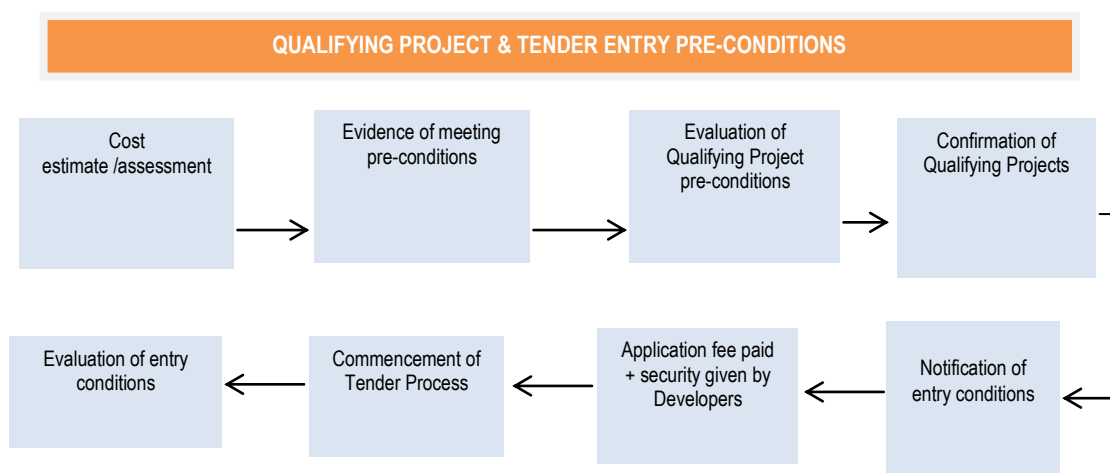 QUALIFYING PROJECT & TENDER ENTRY PRE-CONDITIONS
Cost
estimate /assessment
Evidence of meeting
pre-conditions
Evaluation of
Qualifying Project
pre-conditions
Confirmation of
Qualifying Projects
Notification of
entry conditions
Application fee paid
+ security given by
Developers
Commencement of
Tender Process
Evaluation of entry
conditions